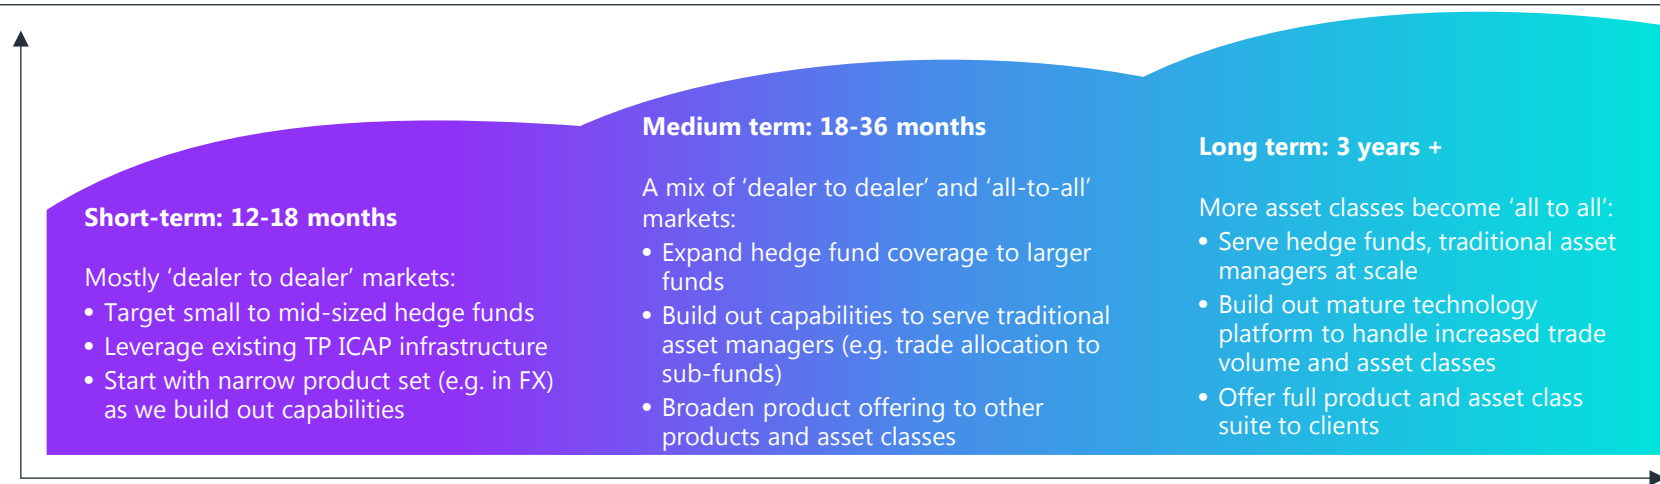 Short-term: 12-18 months
Mostly ‘dealer to dealer’ markets:
• Target small to mid-sized hedge funds
• Leverage existing TP ICAP infrastructure
• Start with narrow product set (e.g. in FX)
as we build out capabilities
Medium term: 18-36 months
A mix of ‘dealer to dealer’ and ‘all-to-all’
markets:
• Expand hedge fund coverage to larger
funds
• Build out capabilities to serve traditional
asset managers (e.g. trade allocation to
sub-funds)
• Broaden product offering to other
products and asset classes
Long term: 3 years +
More asset classes become ‘all to all’:
• Serve hedge funds, traditional asset
managers at scale
• Build out mature technology
platform to handle increased trade
volume and asset classes
• Offer full product and asset class
suite to clients